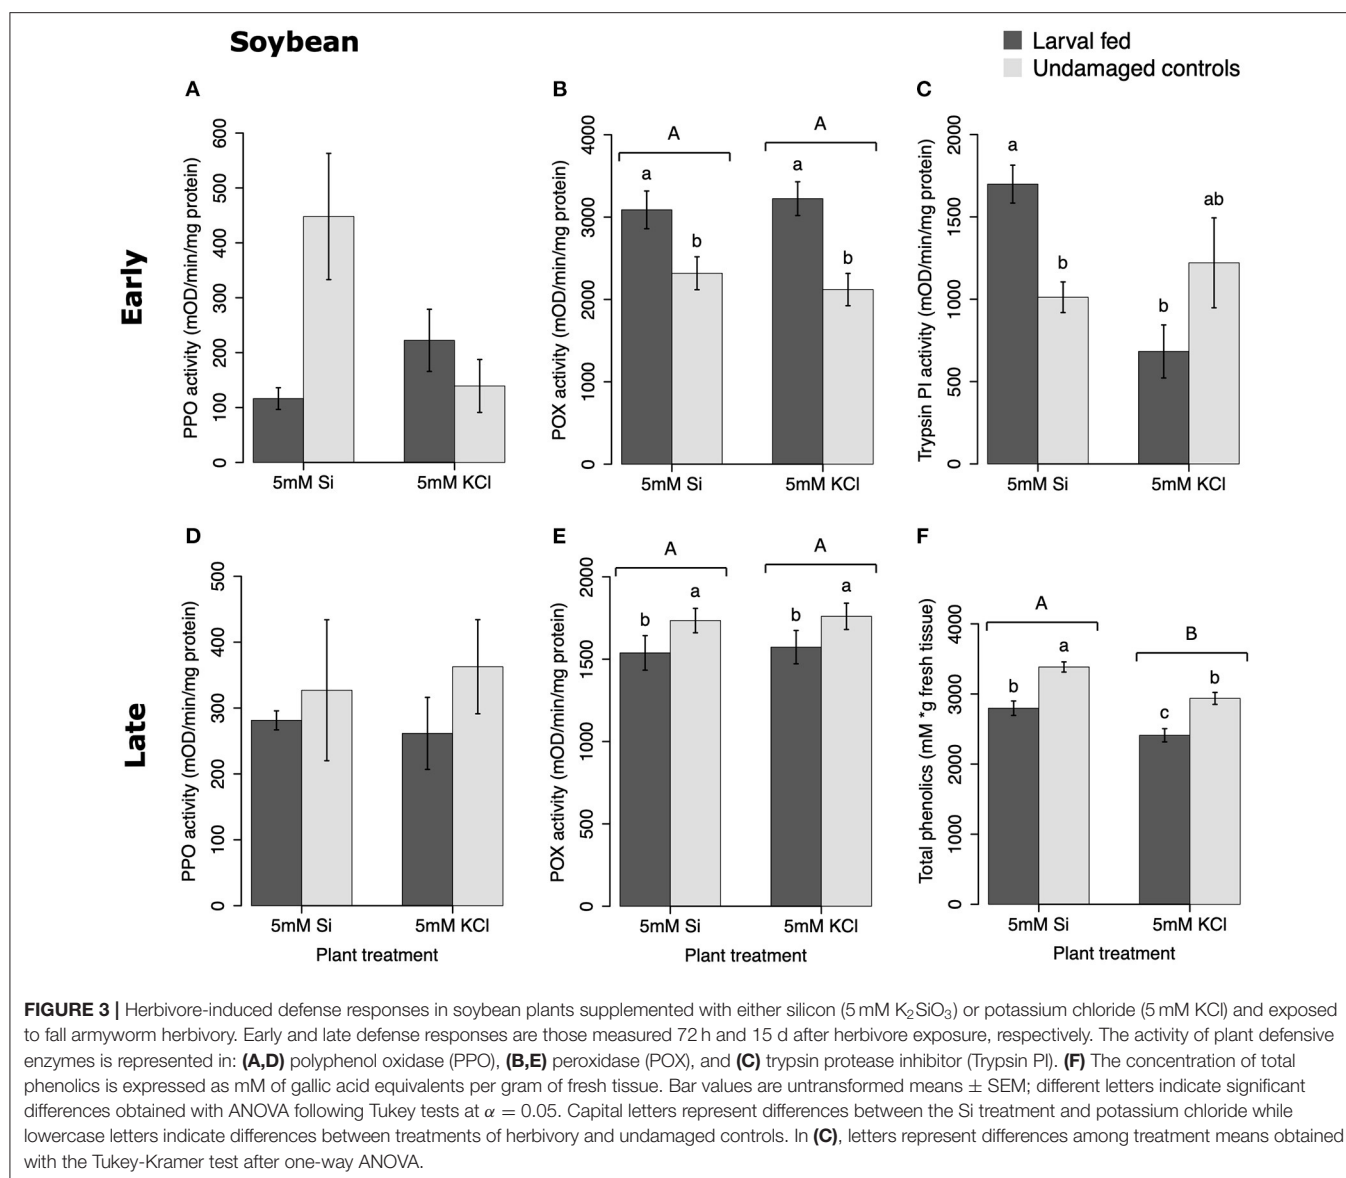 Soybean
Larval fed
Undamaged controls
Early
A
PPO activity (mOD/min/mg protein)
600
500
400
300
200
100
0
5mM Si
5mM KCl
B
POX activity (mOD/min/mg protein)
4000
3000
2000
1000
0
A
A
a
b
a
b
5mM Si
5mM KCl
C
Trypsin PI activity (mOD/min/mg protein)
2000
1500
1000
500
0
a
b
b
ab
5mM Si
5mM KCl
Late
D
PPO activity (mOD/min/mg protein)
500
400
300
200
100
0
5mM Si
5mM KCl
Plant treatment
E
POX activity (mOD/min/mg protein)
2000
1500
1000
500
0
A
A
b
a
b
a
5mM Si
5mM KCl
Plant treatment
F
Total phenolics (mM *g fresh tissue)
4000
3000
2000
1000
0
A
B
b
a
c
b
5mM Si
5mM KCl
Plant treatment
FIGURE 3 | Herbivore-induced defense responses in soybean plants supplemented with either silicon (5 mM K₂SiO₃) or potassium chloride (5 mM KCl) and exposed
to fall armyworm herbivory. Early and late defense responses are those measured 72 h and 15 d after herbivore exposure, respectively. The activity of plant defensive
enzymes is represented in: (A,D) polyphenol oxidase (PPO), (B,E) peroxidase (POX), and (C) trypsin protease inhibitor (Trypsin PI). (F) The concentration of total
phenolics is expressed as mM of gallic acid equivalents per gram of fresh tissue. Bar values are untransformed means ± SEM; different letters indicate significant
differences obtained with ANOVA following Tukey tests at α = 0.05. Capital letters represent differences between the Si treatment and potassium chloride while
lowercase letters indicate differences between treatments of herbivory and undamaged controls. In (C), letters represent differences among treatment means obtained
with the Tukey-Kramer test after one-way ANOVA.